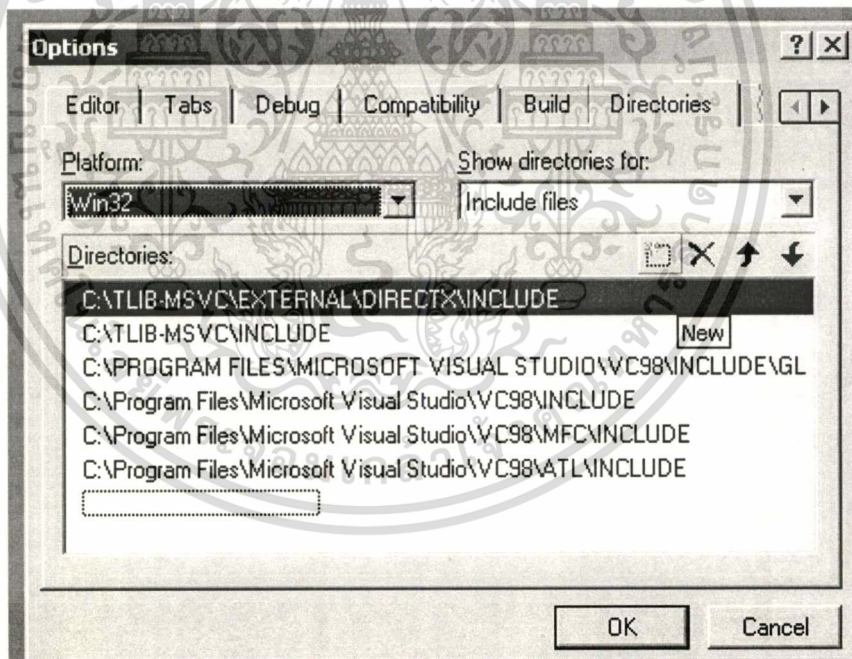 Options
Editor Tabs Debug Compatibility Build Directories
Platform: Show directories for:
Win32 Include files
Directories:
C:\TLIB-MSVC\EXTERNAL\DIRECTX\INCLUDE
C:\TLIB-MSVC\INCLUDE
New
C:\PROGRAM FILES\MICROSOFT VISUAL STUDIO\VC98\INCLUDE\GL
C:\Program Files\Microsoft Visual Studio\VC98\INCLUDE
C:\Program Files\Microsoft Visual Studio\VC98\MFC\INCLUDE
C:\Program Files\Microsoft Visual Studio\VC98\ATL\INCLUDE
OK Cancel